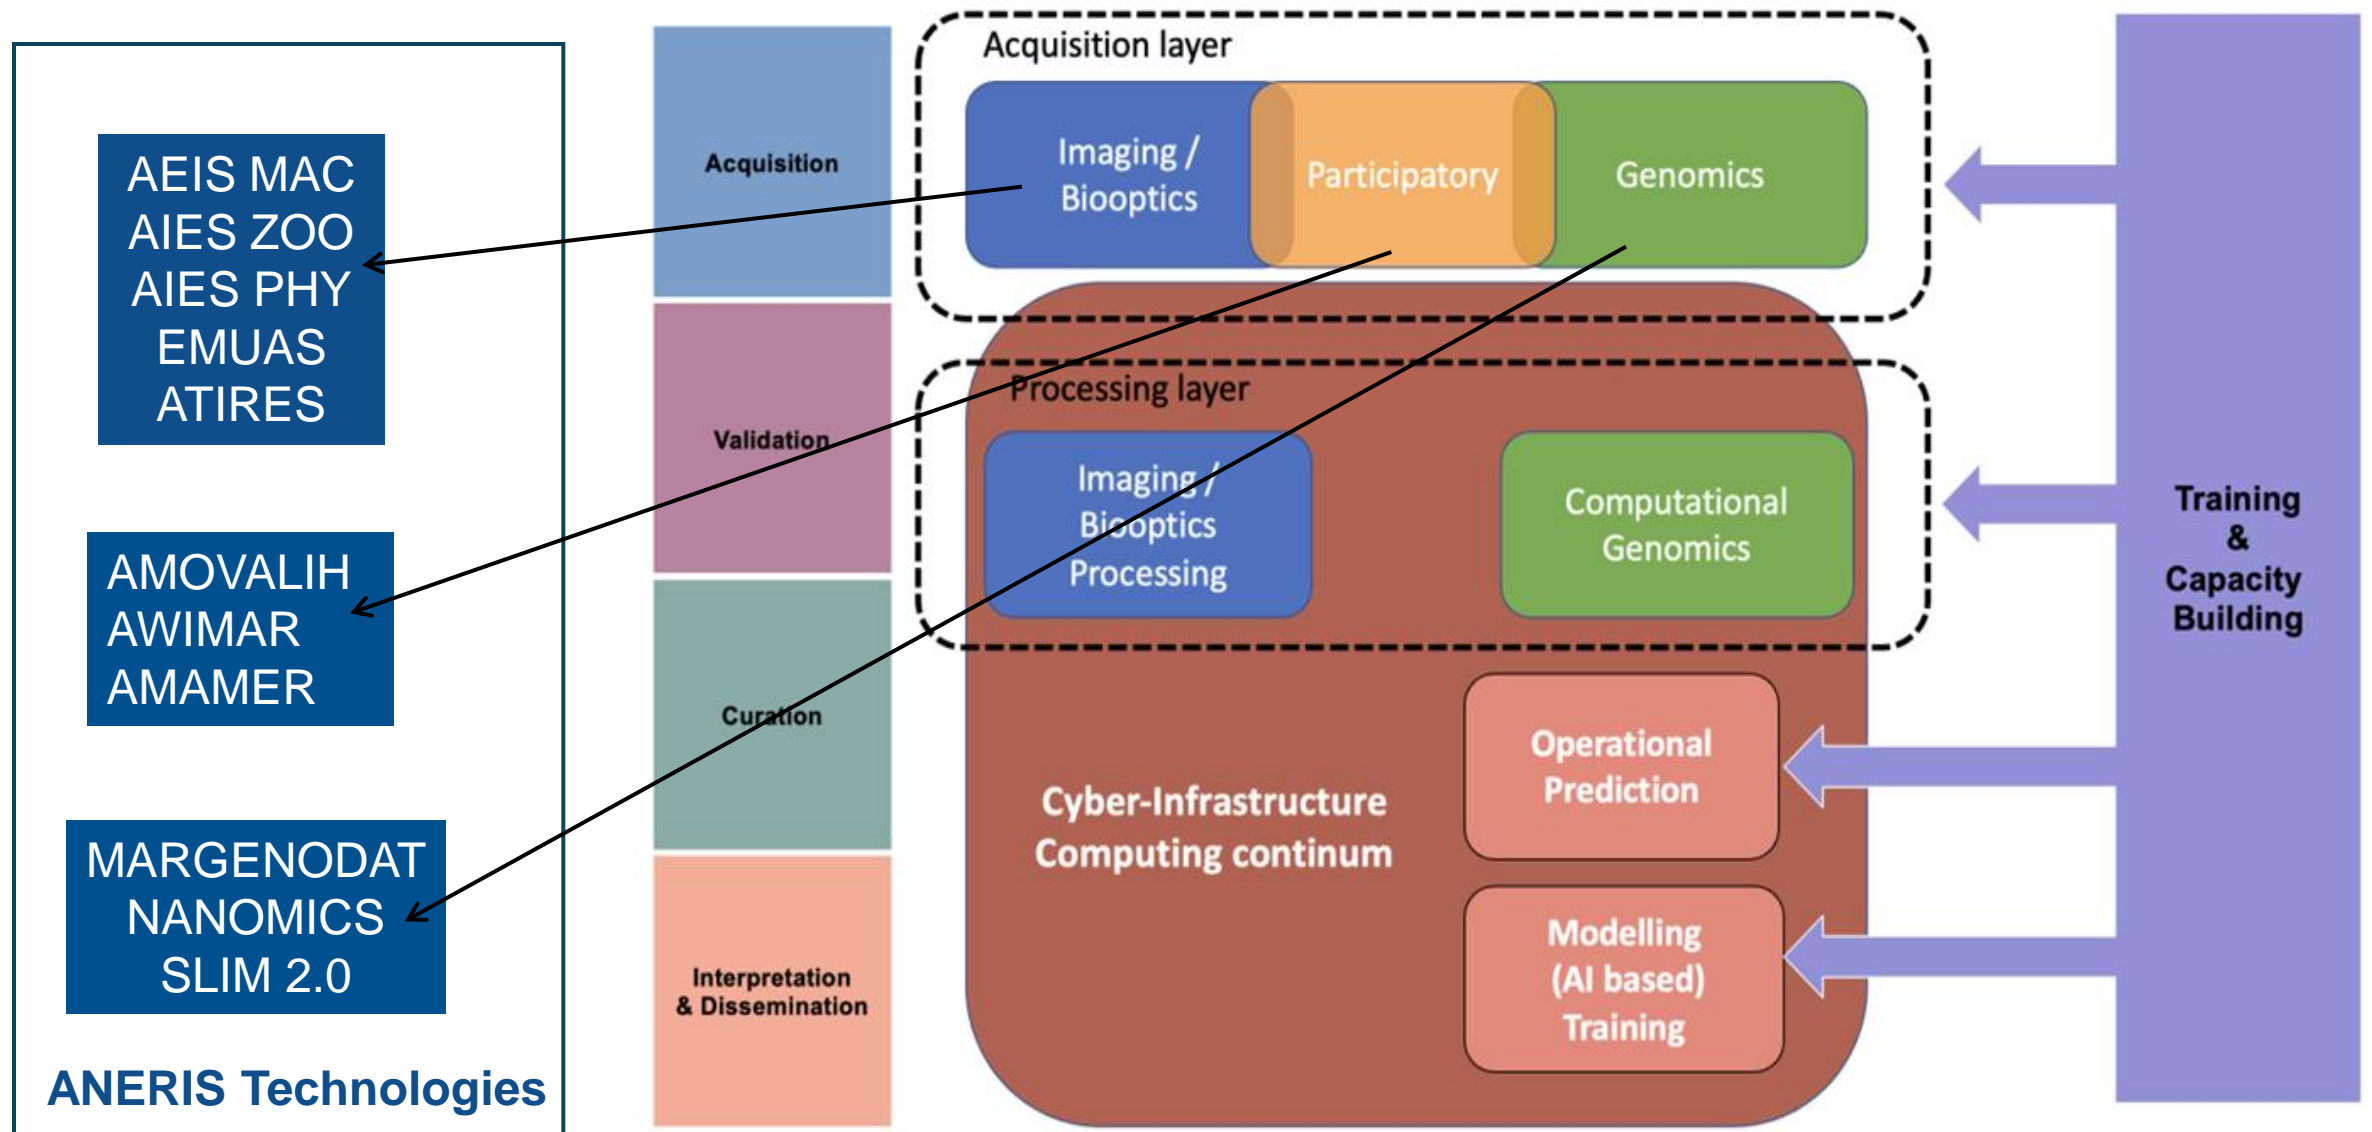 AEIS MAC
AIES ZOO
AIES PHY
EMUAS
ATIRES
AMOVALIH
AWIMAR
AMAMER
MARGENODAT
NANOMICS
SLIM 2.0
ANERIS Technologies
Acquisition
Validation
Curation
Interpretation
& Dissemination
Acquisition layer
Imaging /
Biooptics
Participatory
Genomics
Processing layer
Imaging /
Biooptics
Processing
Computational
Genomics
Cyber-Infrastructure
Computing continum
Operational
Prediction
Modelling
(AI based)
Training
Training
&
Capacity
Building